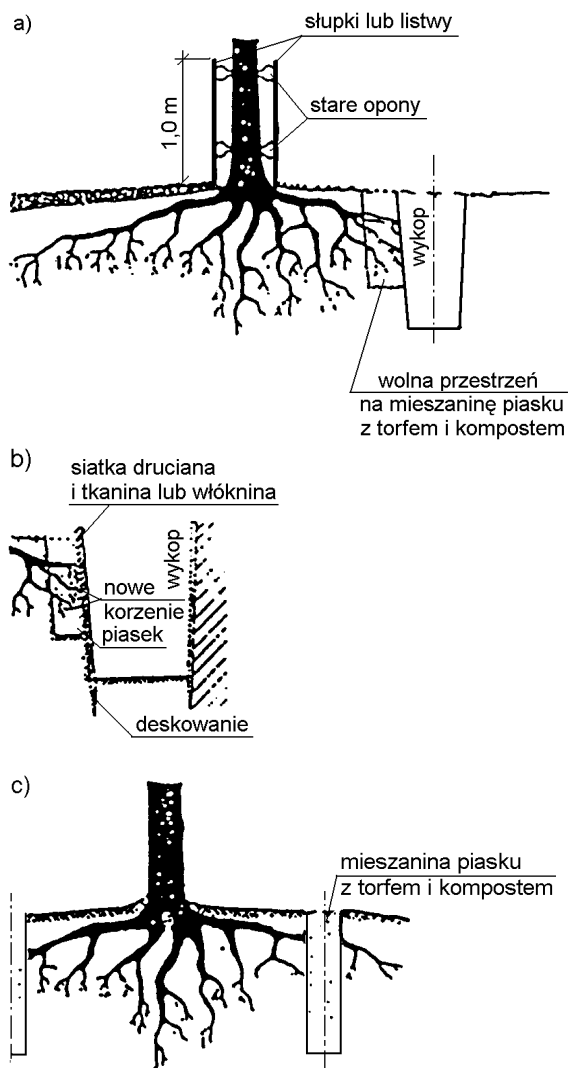 a)
słupki lub listwy
stare opony
1,0 m
wykop
wolna przestrzeń
na mieszaninę piasku
z torfem i kompostem
b)
siatka druciana
i tkanina lub włóknina
wykop
nowe
korzenie
piasek
deskowanie
c)
mieszanina piasku
z torfem i kompostem